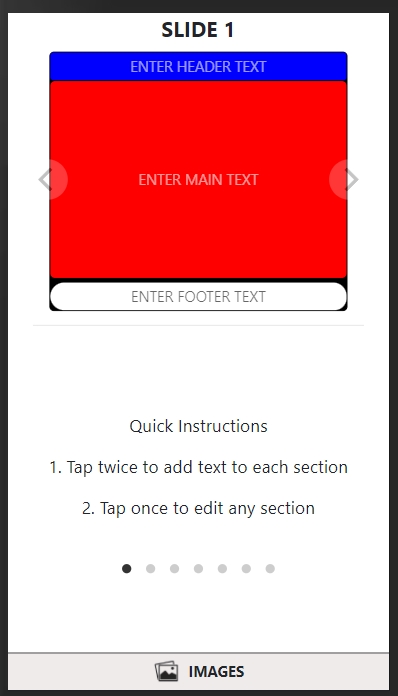 SLIDE 1
ENTER HEADER TEXT
ENTER MAIN TEXT
ENTER FOOTER TEXT
Quick Instructions
1. Tap twice to add text to each section
2. Tap once to edit any section
IMAGES